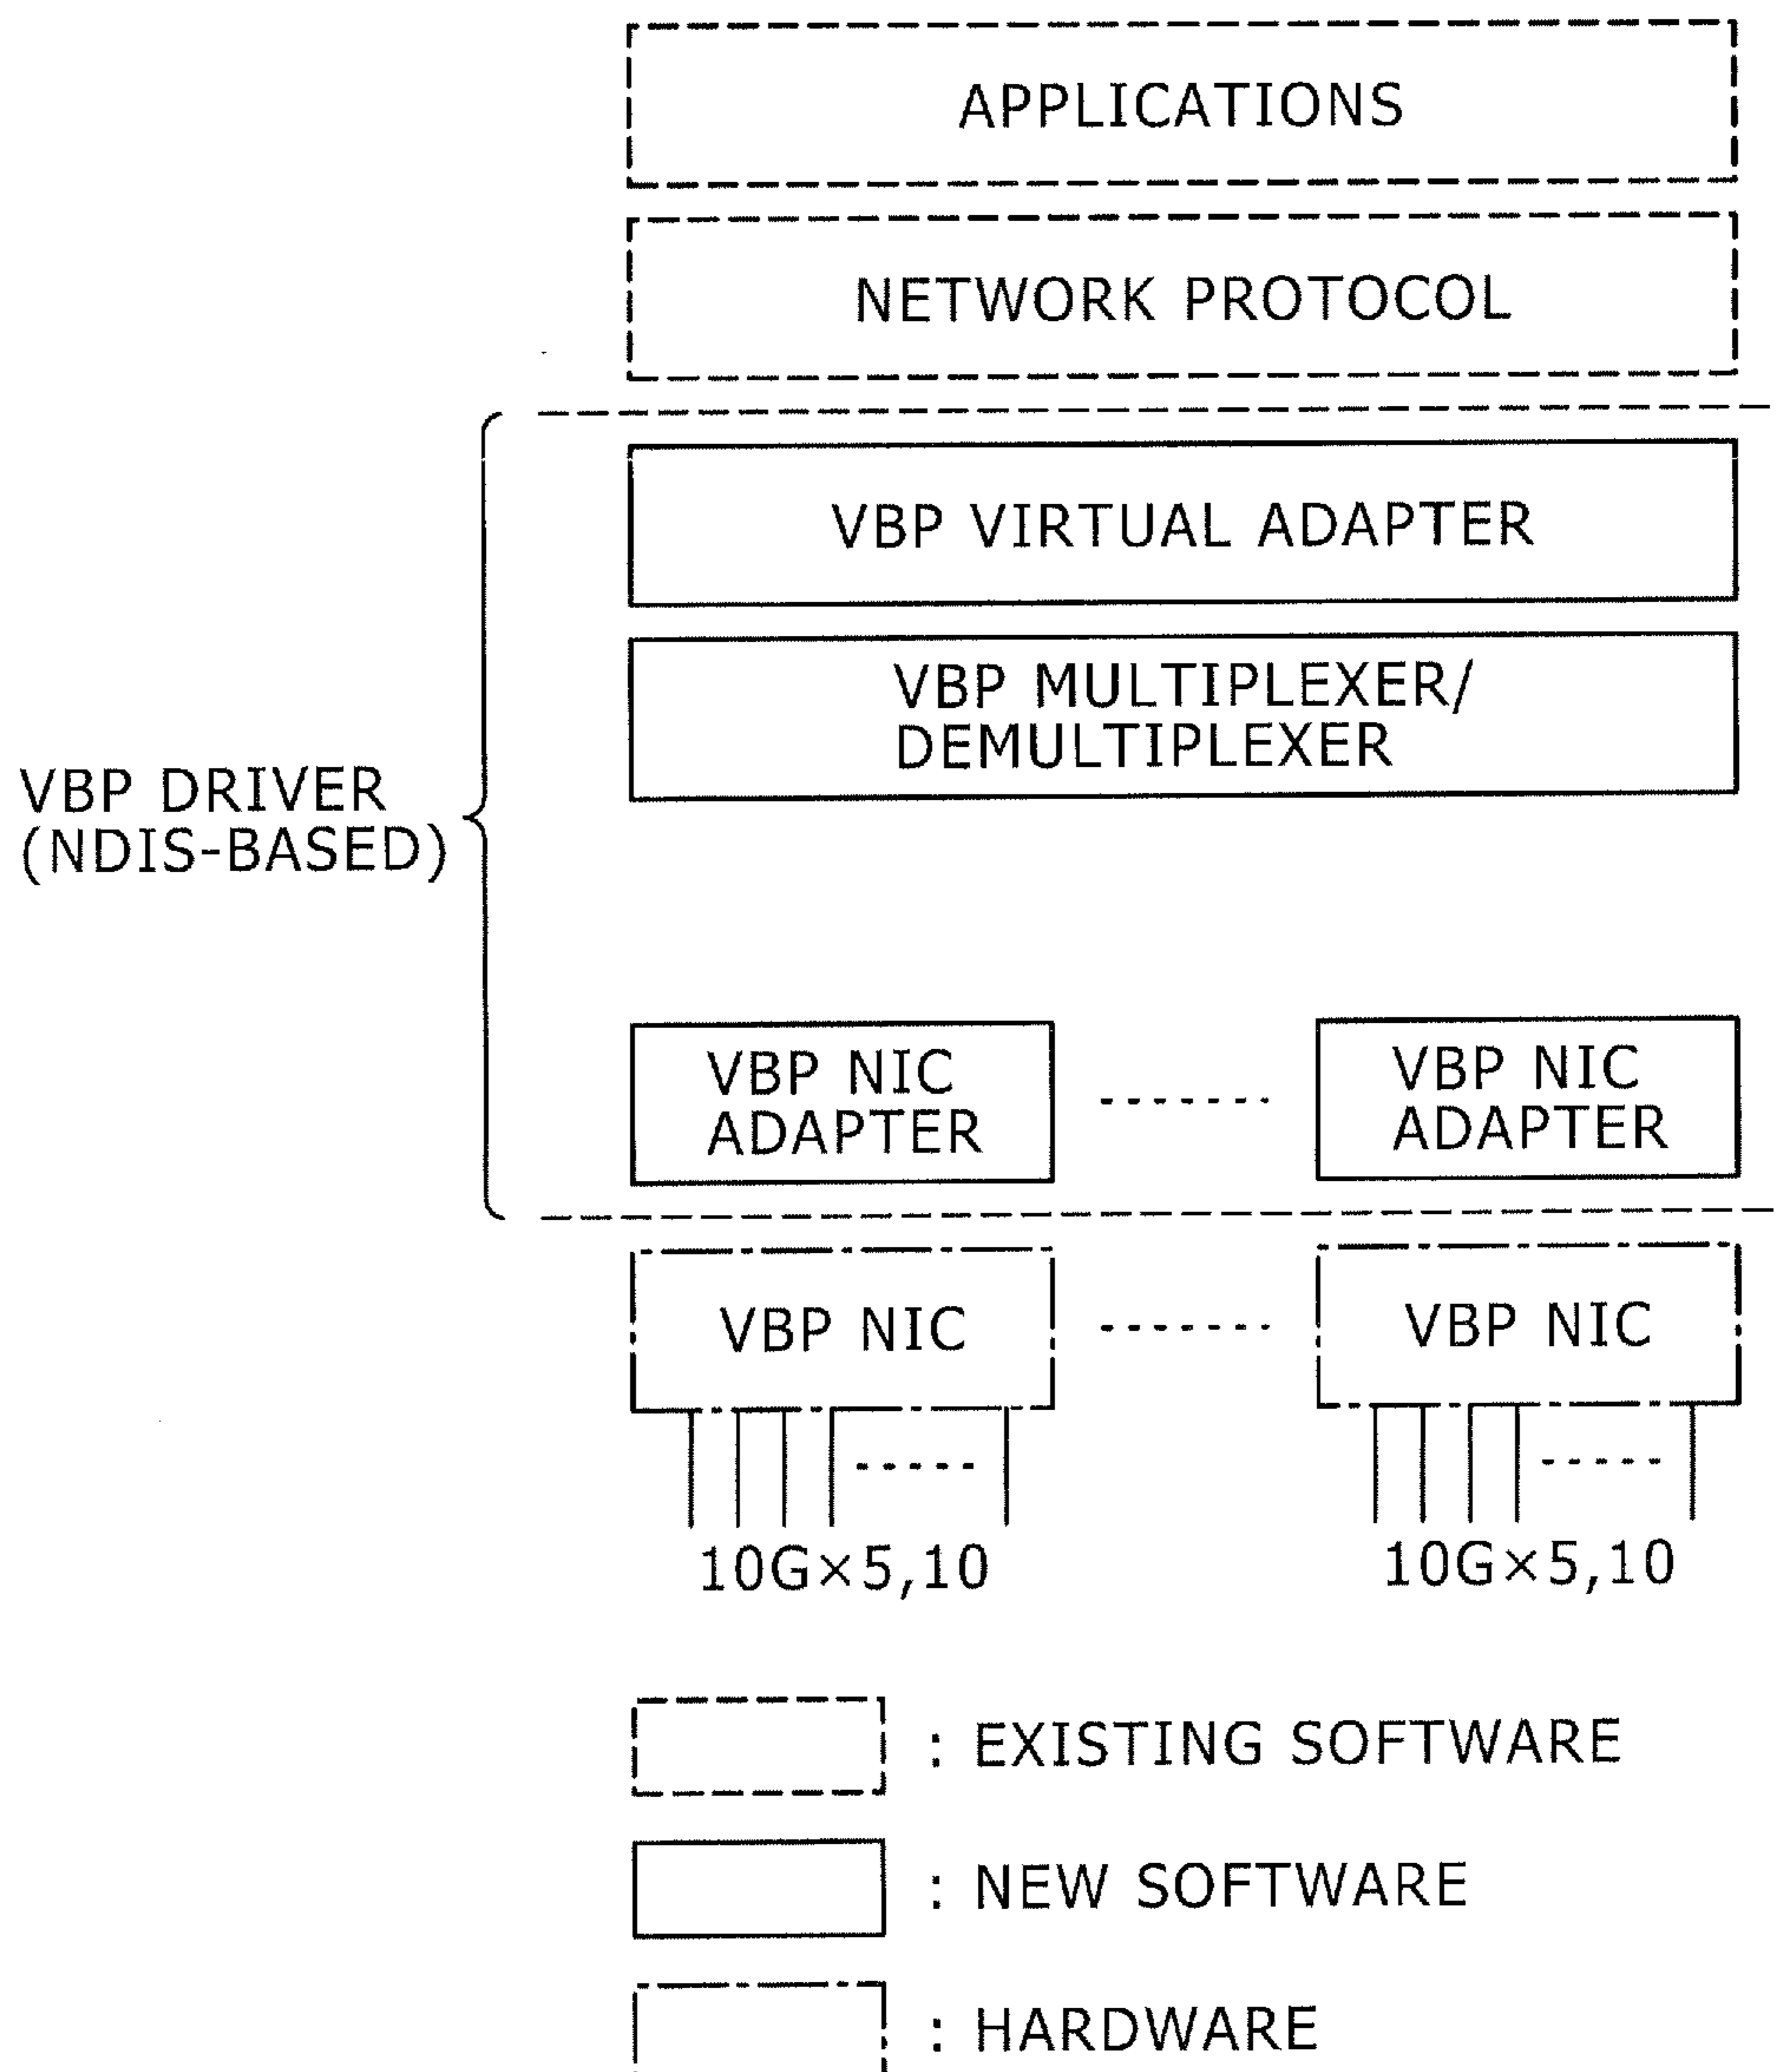 APPLICATIONS
NETWORK PROTOCOL
VBP VIRTUAL ADAPTER
VBP MULTIPLEXER/
DEMULTIPLEXER
VBP DRIVER
(NDIS-BASED)
VBP NIC
ADAPTER
VBP NIC
ADAPTER
VBP NIC
VBP NIC
10G×5,10
10G×5,10
: EXISTING SOFTWARE
: NEW SOFTWARE
: HARDWARE